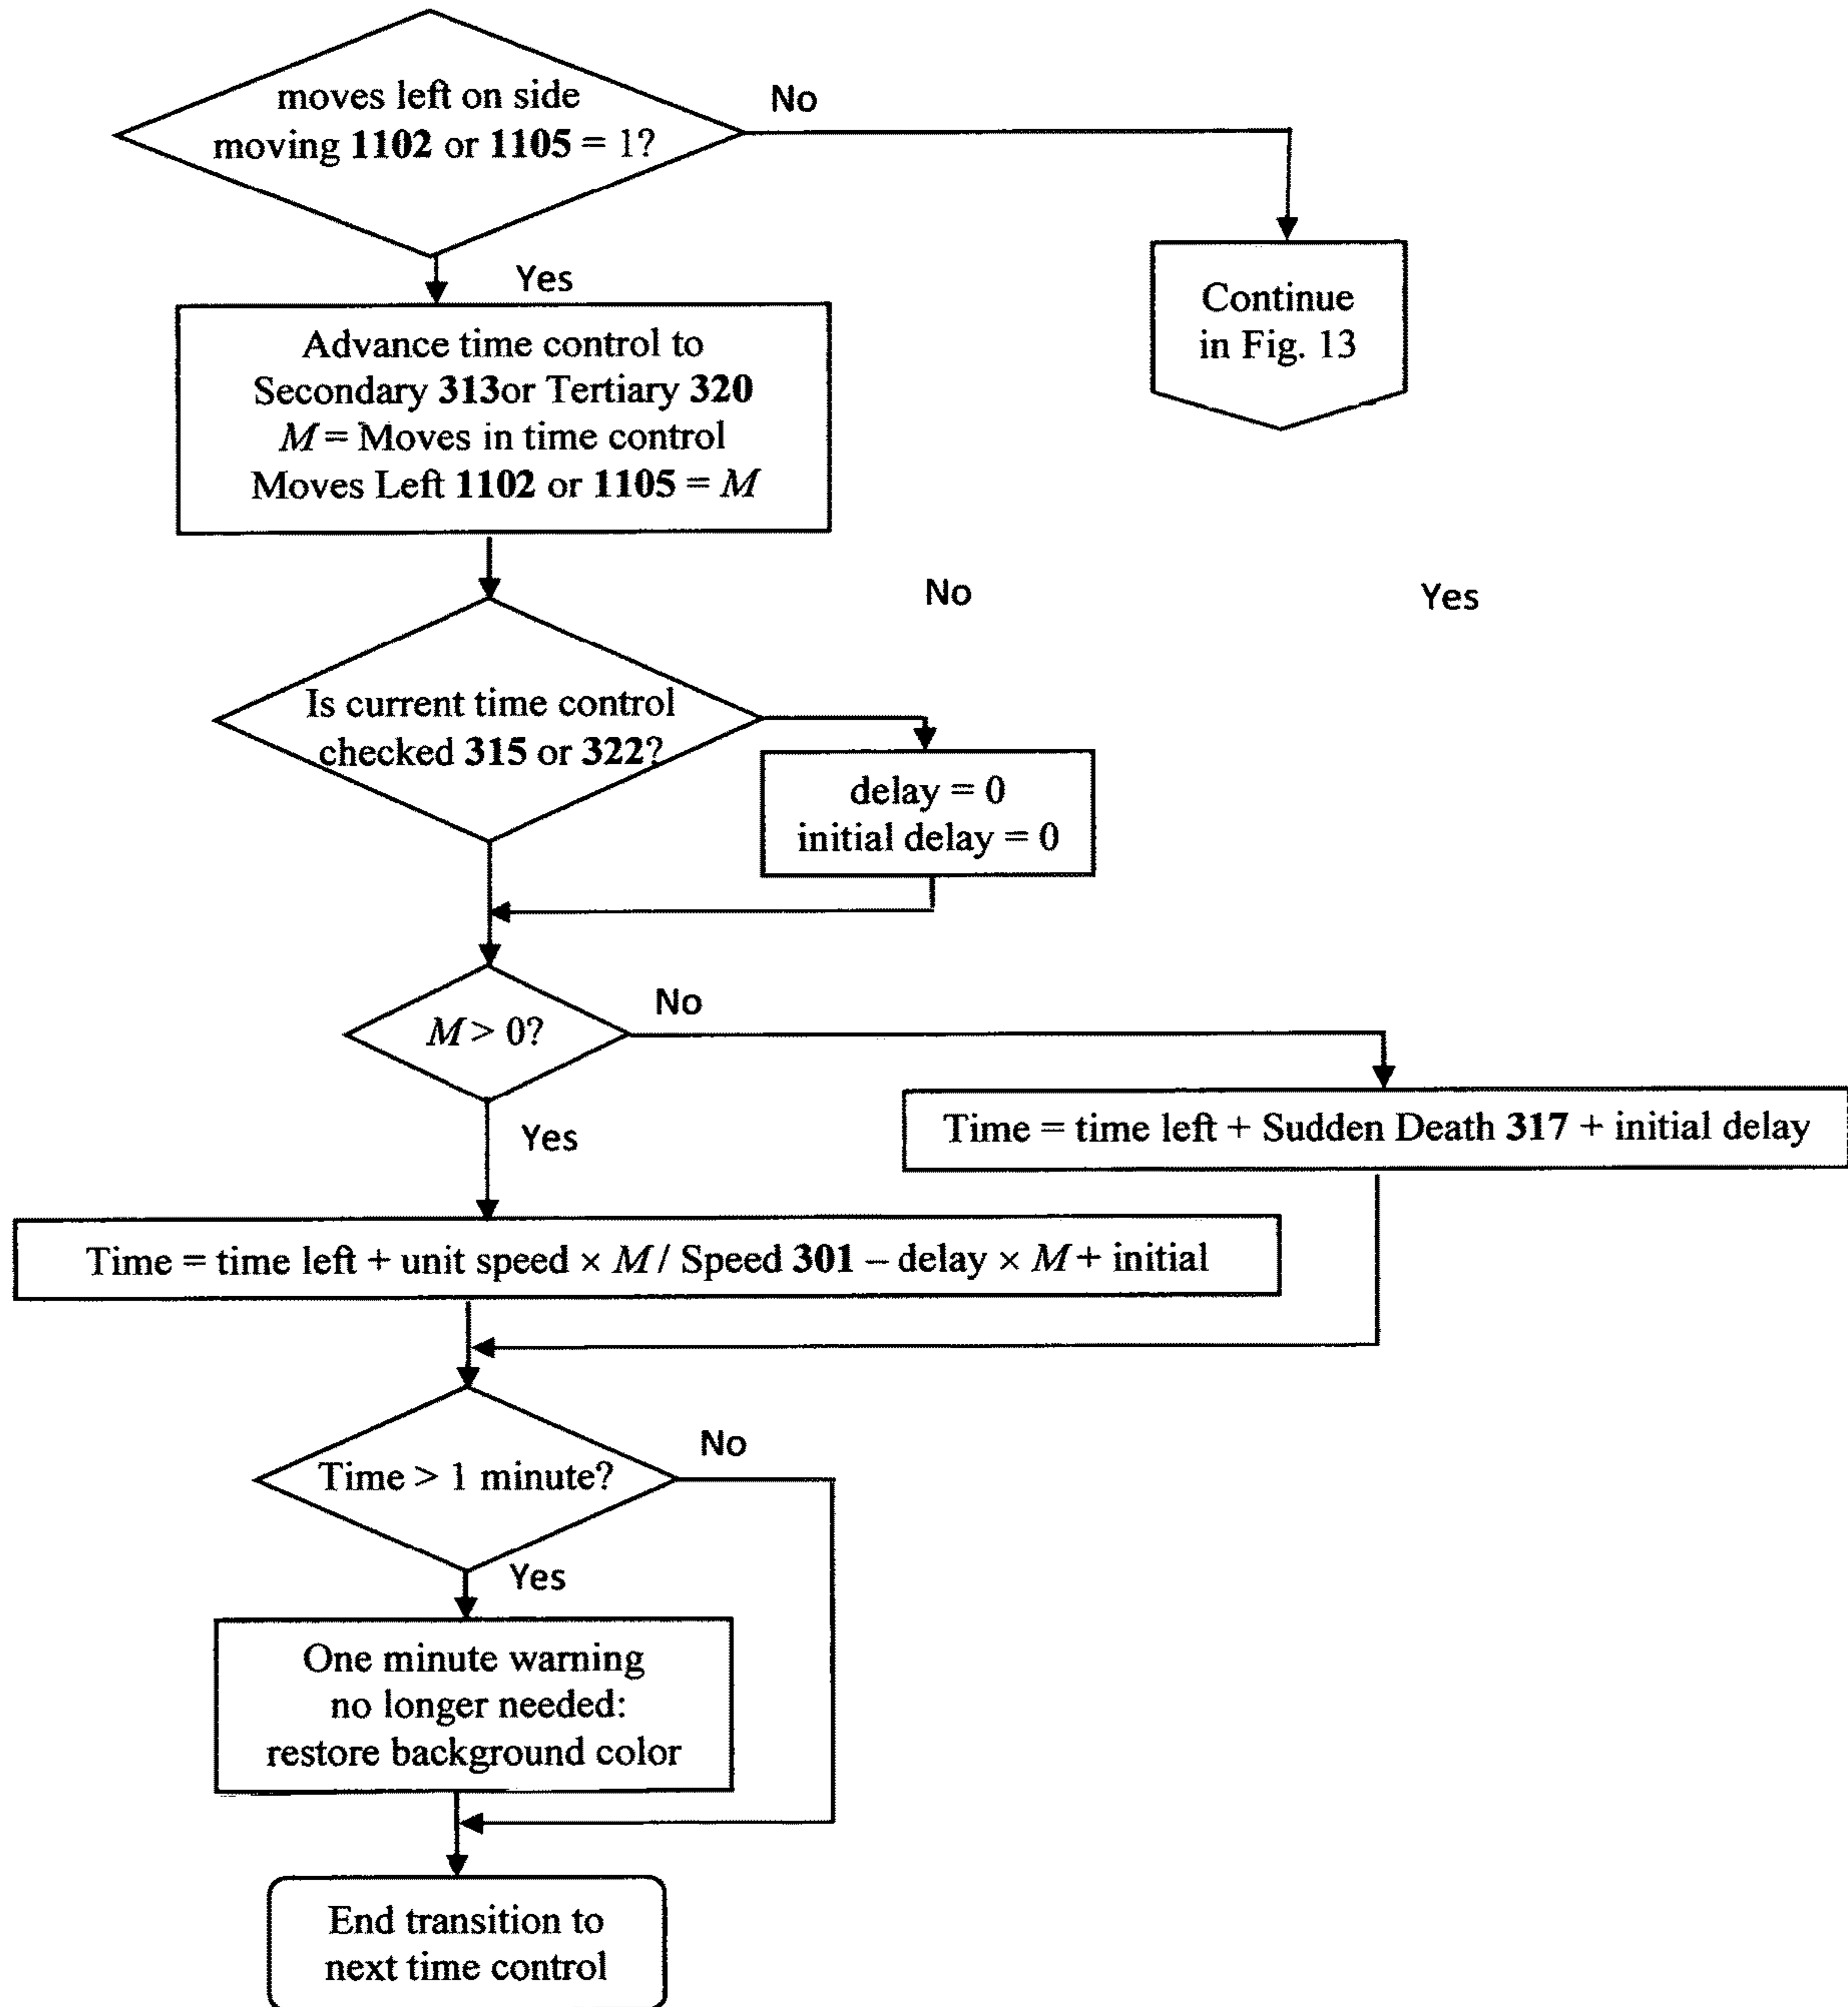 moves left on side
moving 1102 or 1105 = 1?
No
Yes
Continue
in Fig. 13
Advance time control to
Secondary 313or Tertiary 320
M = Moves in time control
Moves Left 1102 or 1105 = M
No
Yes
Is current time control
checked 315 or 322?
delay = 0
initial delay = 0
M > 0?
No
Yes
Time = time left + Sudden Death 317 + initial delay
Time = time left + unit speed × M / Speed 301 – delay × M + initial
Time > 1 minute?
No
Yes
One minute warning
no longer needed:
restore background color
End transition to
next time control